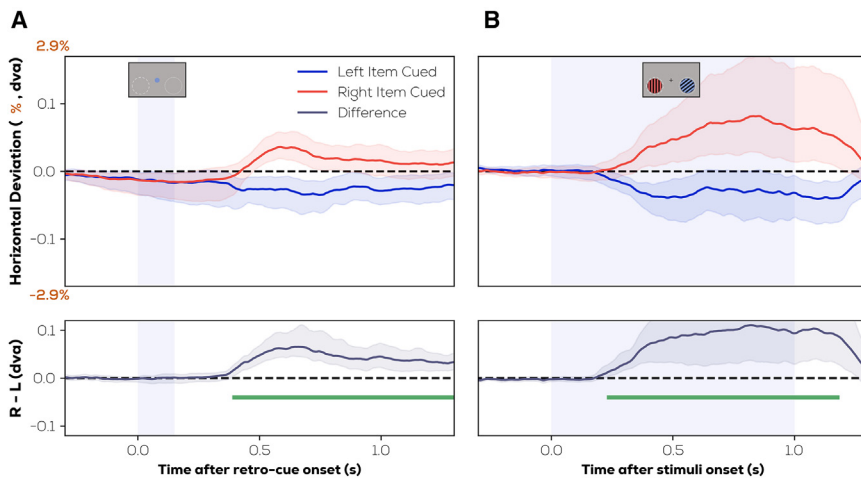 A
B
2.9%
Horizontal Deviation ( %, dva)
0.1
0.0
−0.1
−2.9%
Left Item Cued
Right Item Cued
Difference
R - L (dva)
0.1
0.0
−0.1
0.0
0.5
1.0
Time after retro-cue onset (s)
0.0
0.5
1.0
Time after stimuli onset (s)